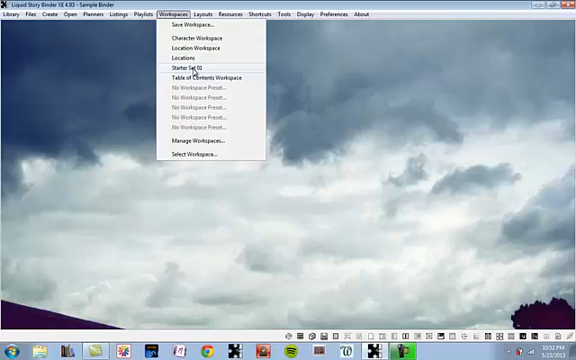 Liquid Story Binder XE 4.93 - Sample Binder
Library Files Create Open Planners Listings Playlists Workspaces Layouts Resources Shortcuts Tools Display Preferences About
Save Workspace...
Character Workspace
Location Workspace
Locations
Starter Set 01
Table of Contents Workspace
No Workspace Preset...
No Workspace Preset...
No Workspace Preset...
No Workspace Preset...
No Workspace Preset...
Manage Workspaces...
Select Workspace...
10:52 PM
5/23/2013